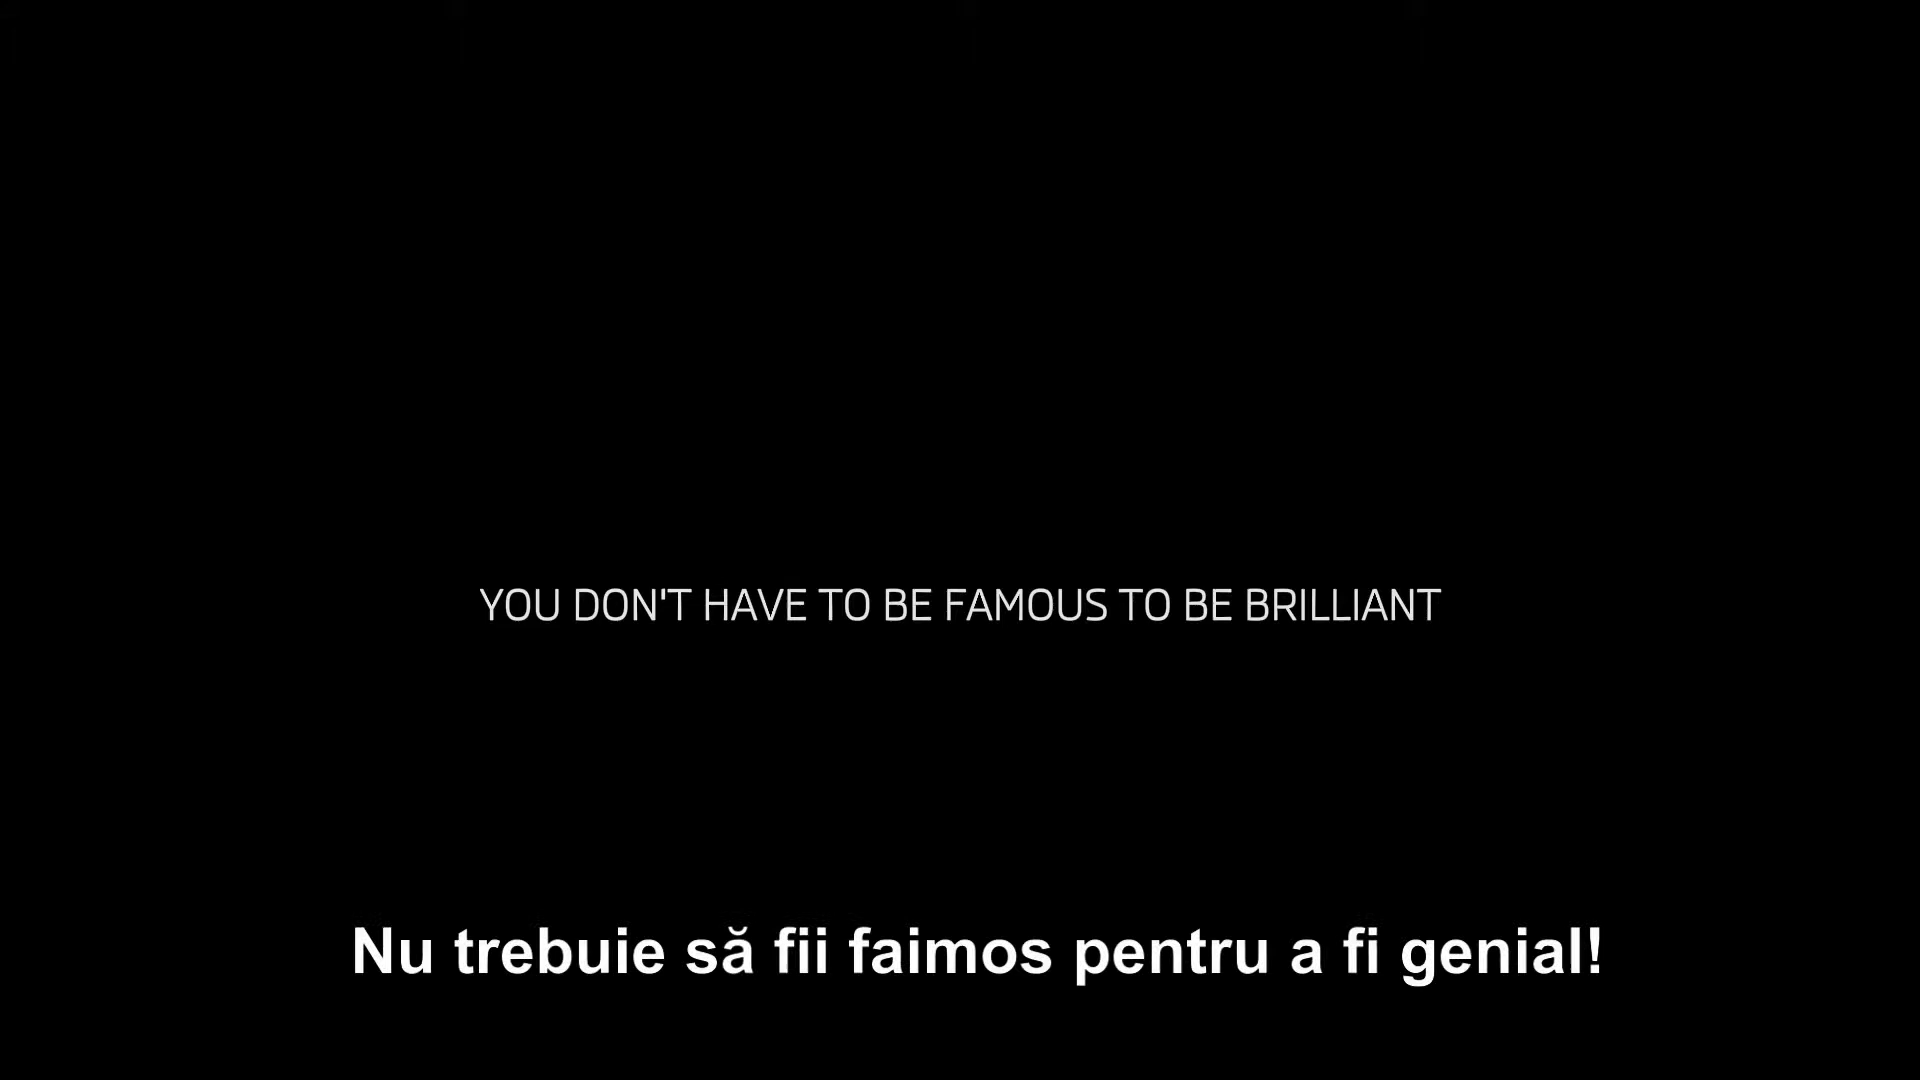 YOU DON'T HAVE TO BE FAMOUS TO BE BRILLIANT
Nu trebuie să fii faimos pentru a fi genial!